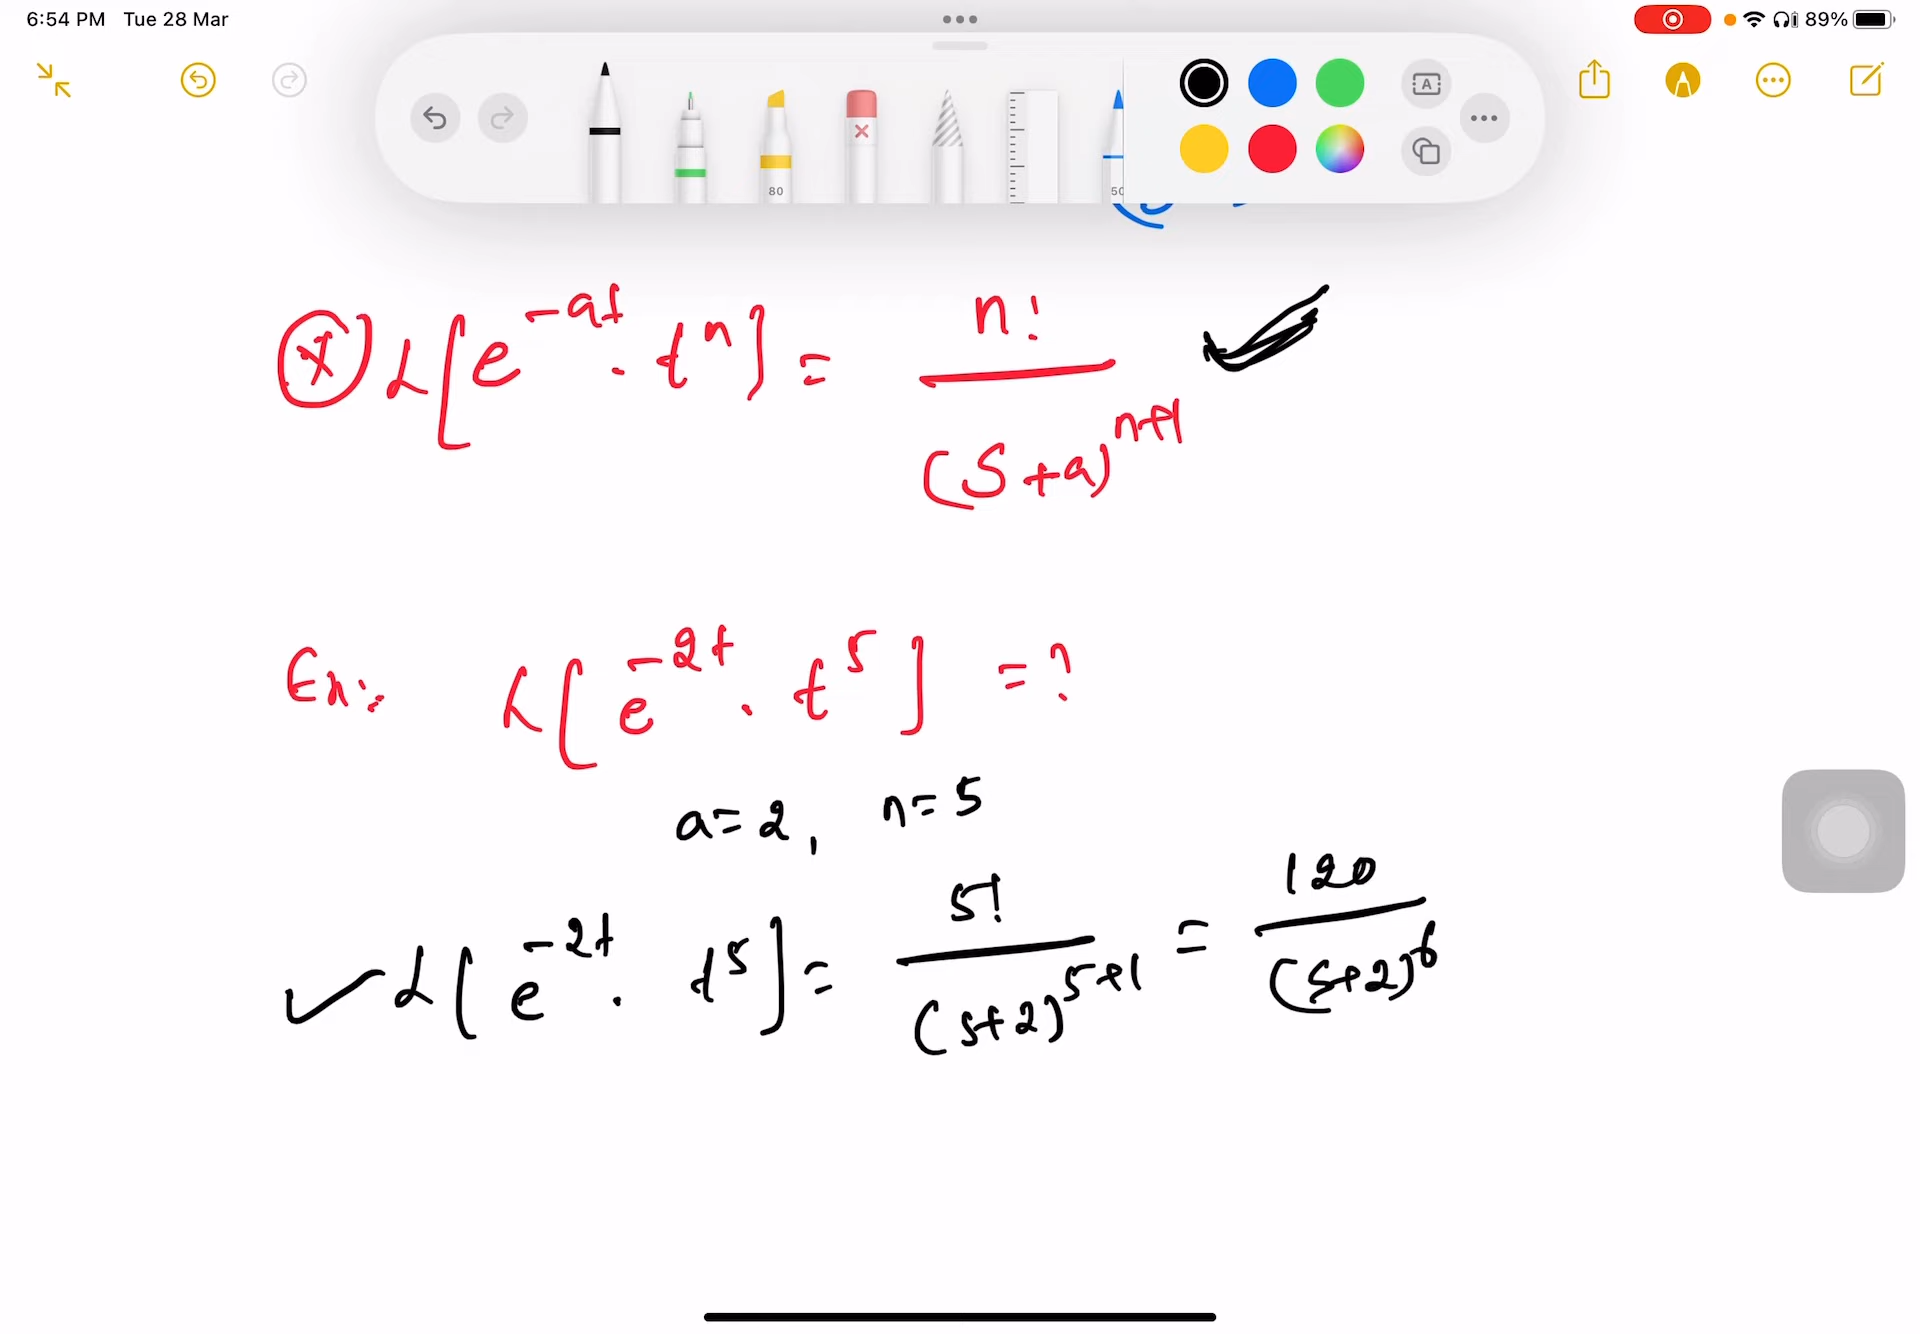 6:54 PM Tue 28 Mar 89%
80 50
A
L[e^{-at} . t^n] = n! / (S+a)^{n+1}
Ex: L[e^{-2t} . t^5] = ?
a=2, n=5
L[e^{-2t} . t^5] = 5! / (s+2)^{5+1} = 120 / (s+2)^6